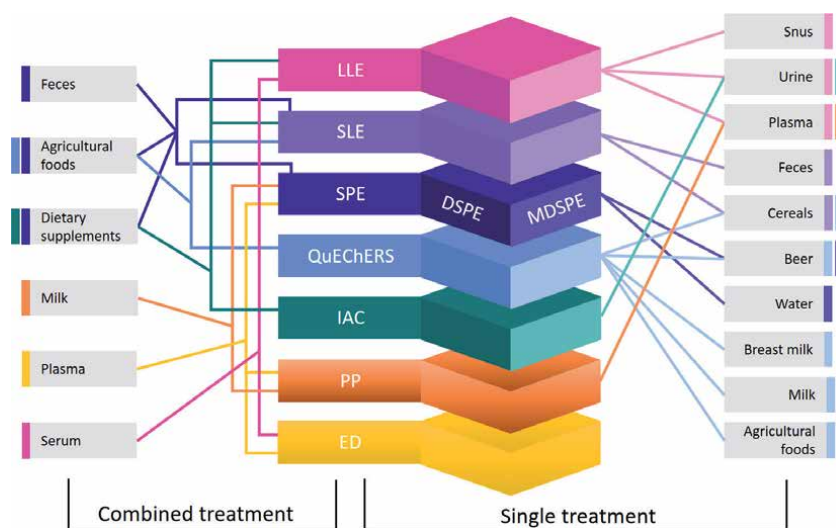 Feces
Agricultural
foods
Dietary
supplements
Milk
Plasma
Serum
LLE
SLE
SPE
DSPE
MDSPE
QuEChERS
IAC
PP
ED
Snus
Urine
Plasma
Feces
Cereals
Beer
Water
Breast milk
Milk
Agricultural
foods
Combined treatment
Single treatment